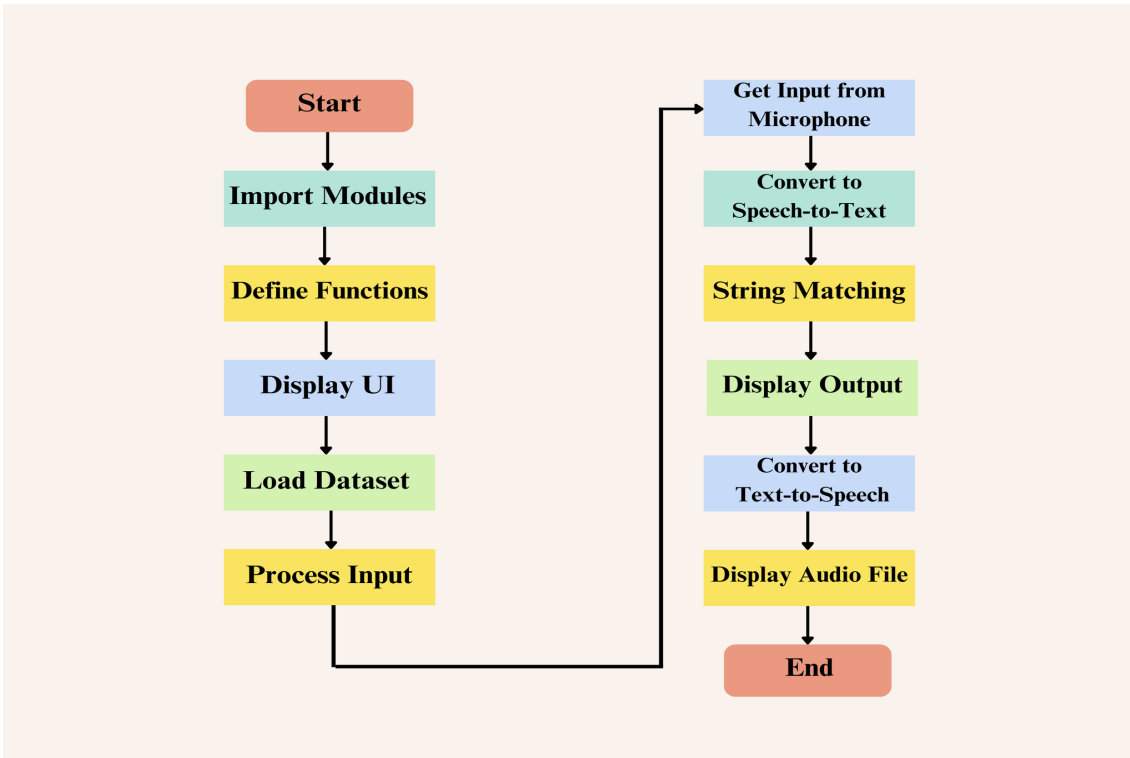 Start
Import Modules
Define Functions
Display UI
Load Dataset
Process Input
Get Input from
Microphone
Convert to
Speech-to-Text
String Matching
Display Output
Convert to
Text-to-Speech
Display Audio File
End